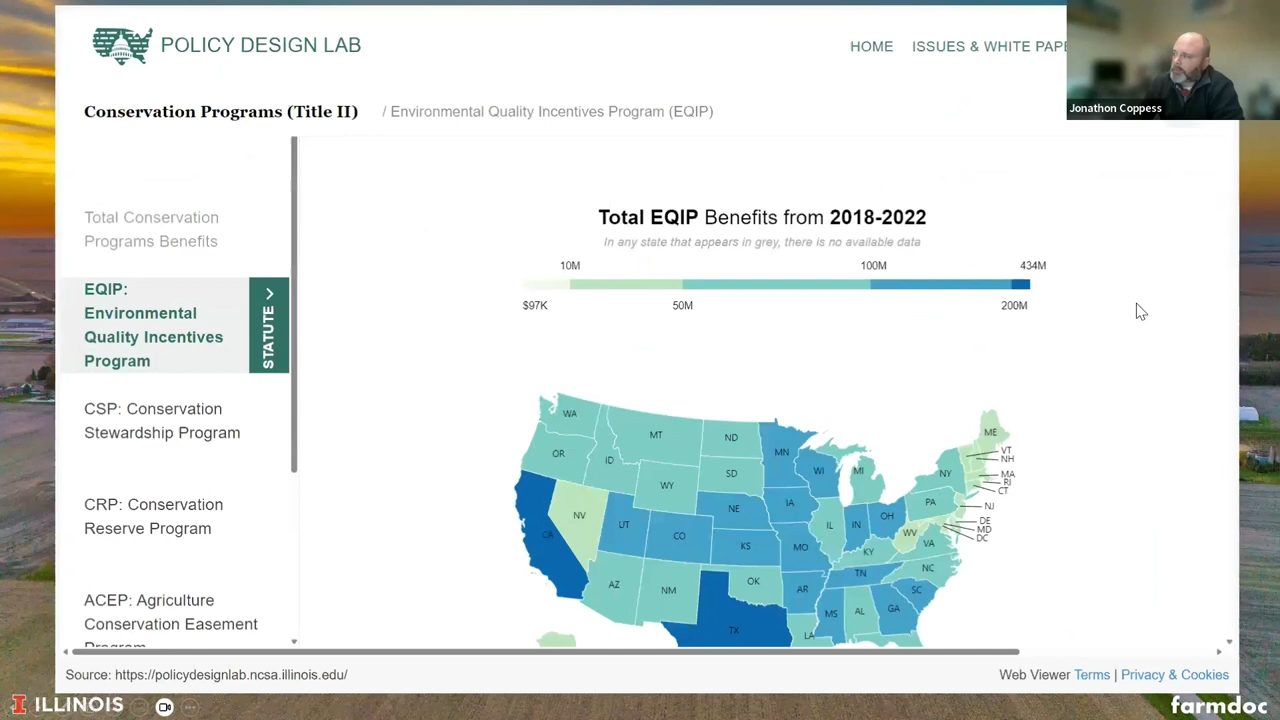 POLICY DESIGN LAB
HOME
ISSUES & WHITE PAPE
Jonathon Coppess
Conservation Programs (Title II)
/ Environmental Quality Incentives Program (EQIP)
Total Conservation
Programs Benefits
EQIP:
Environmental
Quality Incentives
Program
STATUTE
CSP: Conservation
Stewardship Program
CRP: Conservation
Reserve Program
ACEP: Agriculture
Conservation Easement
Program
Total EQIP Benefits from 2018-2022
In any state that appears in grey, there is no available data
10M
100M
434M
$97K
50M
200M
WA
MT
ND
MN
ME
OR
ID
SD
WI
MI
VT
NH
NY
MA
RI
CT
WY
IA
PA
NJ
NV
UT
NE
IL
IN
OH
DE
MD
DC
CA
CO
KS
MO
KY
WV
VA
AZ
NM
OK
AR
TN
NC
SC
TX
LA
MS
AL
GA
Source: https://policydesignlab.ncsa.illinois.edu/
Web Viewer Terms | Privacy & Cookies
I ILLINOIS
farmdoc